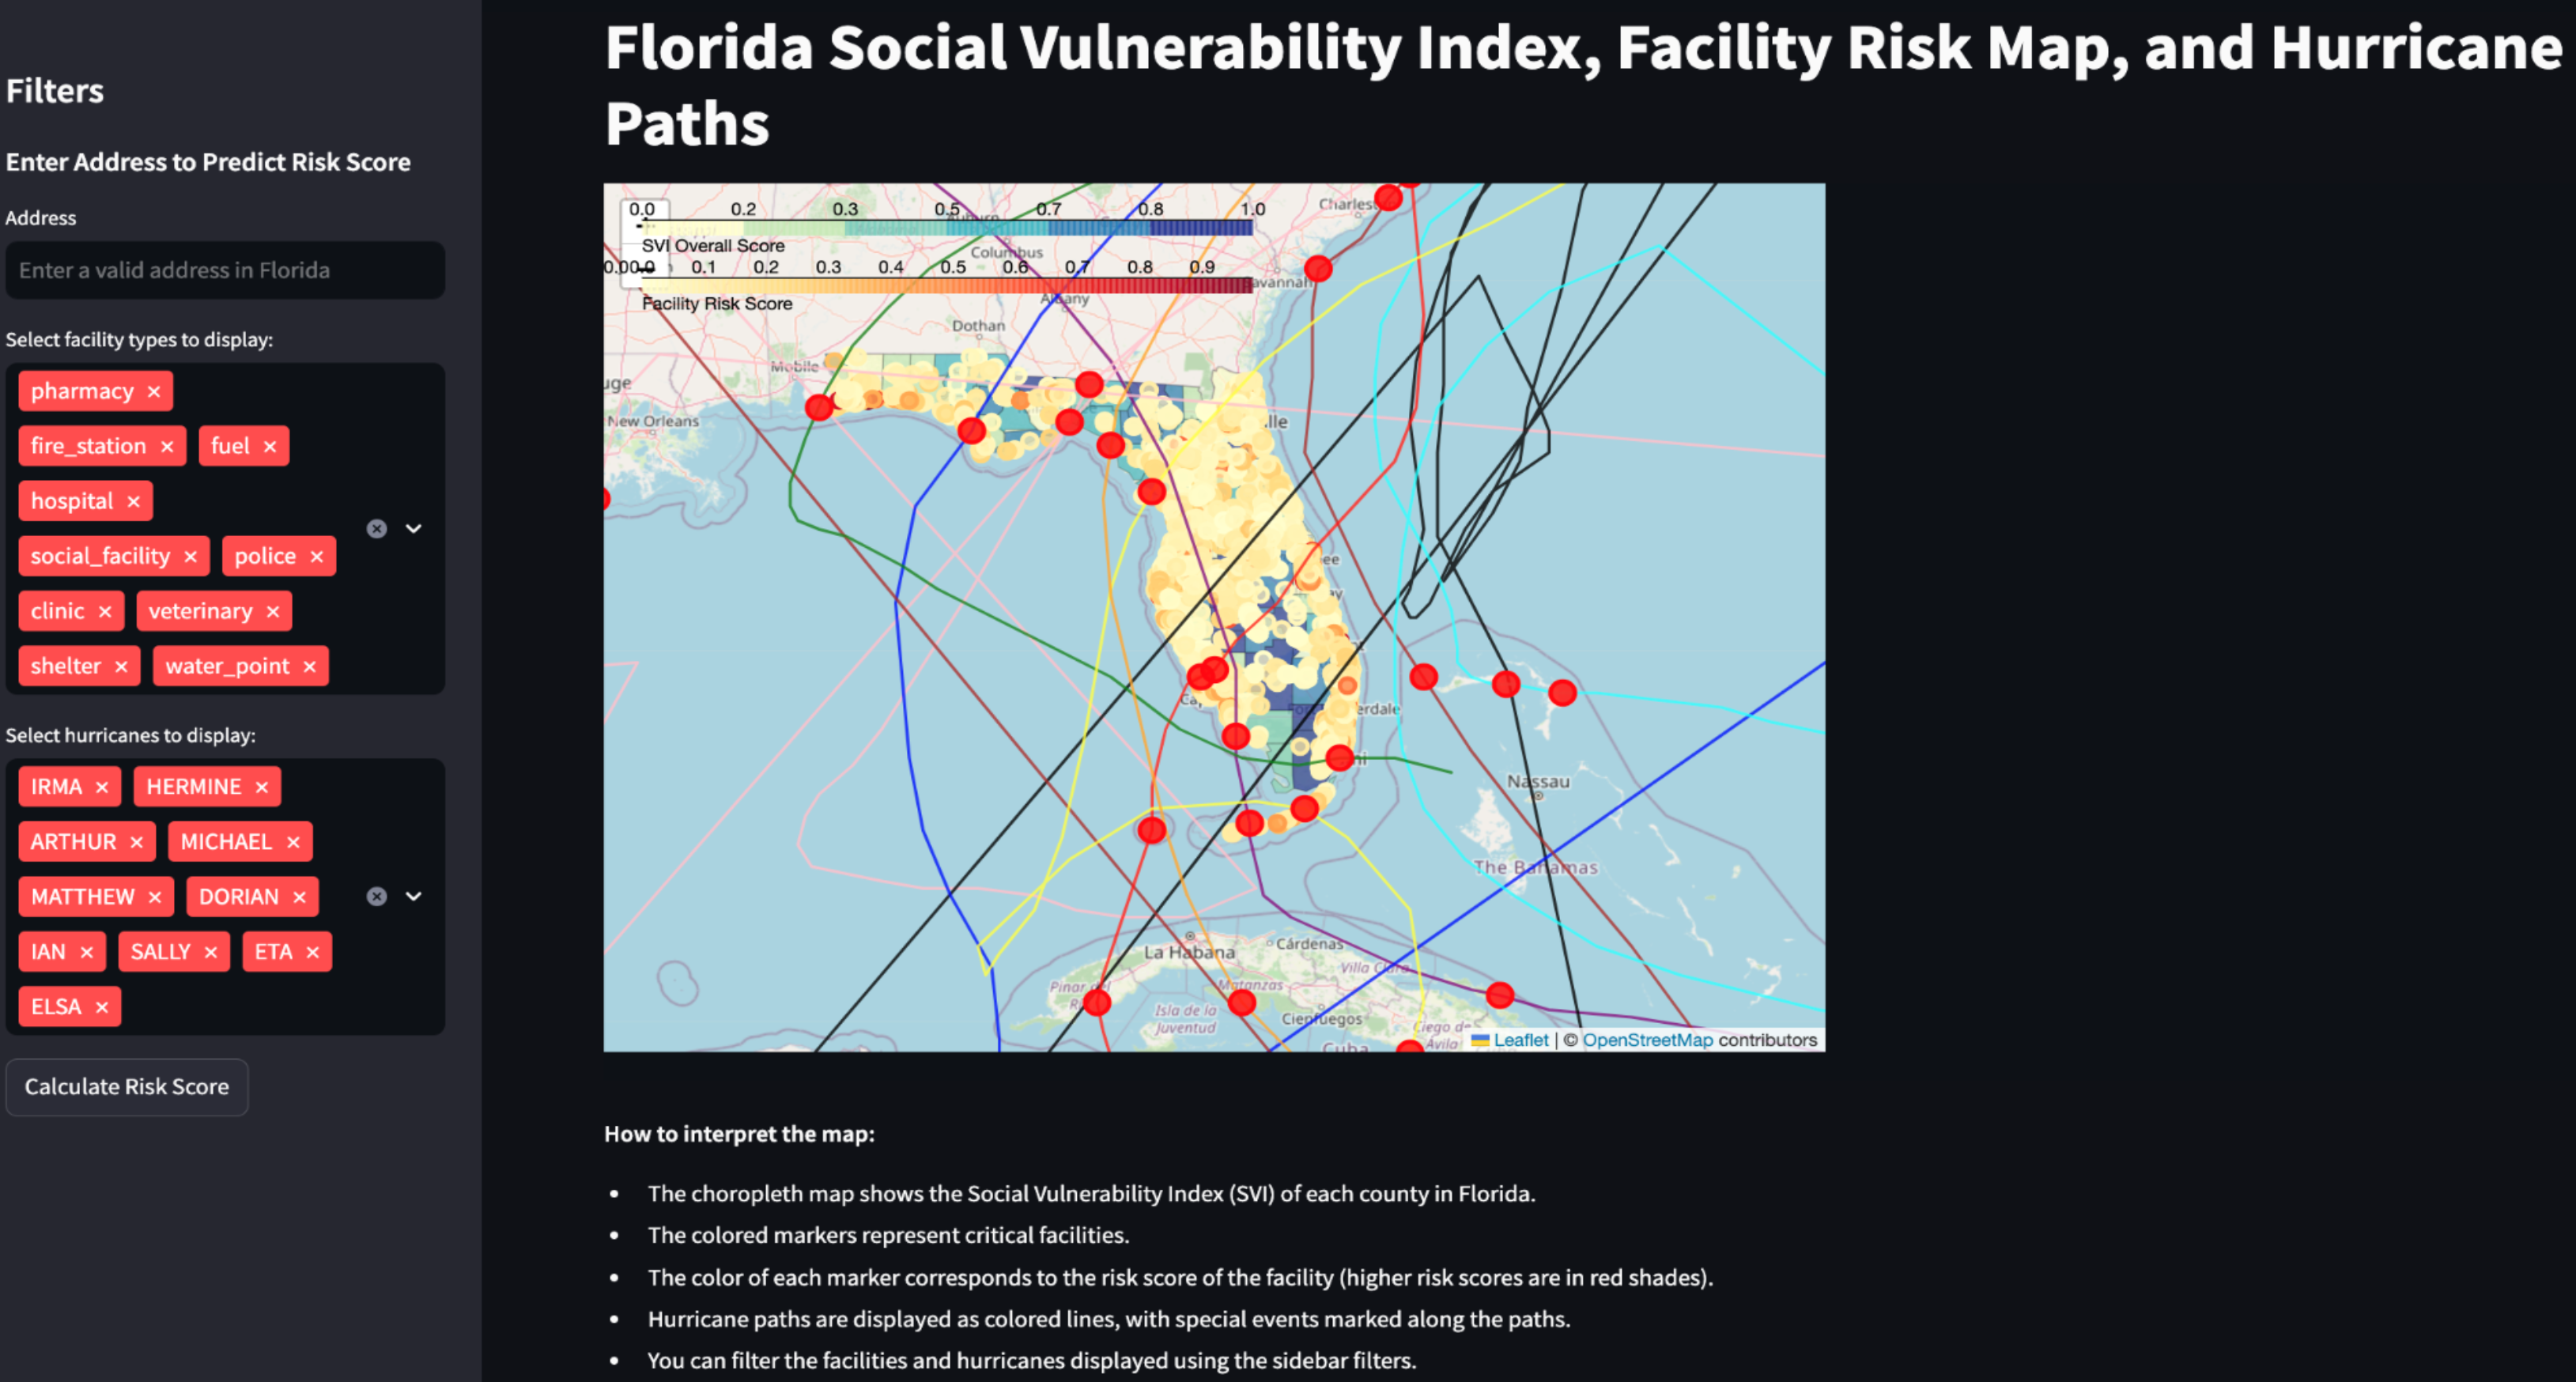 Florida Social Vulnerability Index, Facility Risk Map, and Hurricane
Paths
Filters
Enter Address to Predict Risk Score
Address
Enter a valid address in Florida
Select facility types to display:
pharmacy ×
fire_station × fuel ×
hospital ×
social_facility × police ×
clinic × veterinary ×
shelter × water_point ×
Select hurricanes to display:
IRMA × HERMINE ×
ARTHUR × MICHAEL ×
MATTHEW × DORIAN ×
IAN × SALLY × ETA ×
ELSA ×
Calculate Risk Score
0.0 0.2 0.3 0.5 0.7 0.8 1.0
Auburn
SVI Overall Score
Columbus
0.1 0.2 0.3 0.4 0.5 0.6 0.7 0.8 0.9
Facility Risk Score
Albany
Charles
avannah
Dothan
Mobile
uge
New Orleans
lle
ee
ay
Ca
erdale
ni
Nassau
The Bahamas
La Habana
Cárdenas
Villa Clara
Pinar del
Matanzas
Isla de la
Juventud
Cienfuegos
Ciego de
Ávila
Cuba
Leaflet | © OpenStreetMap contributors
How to interpret the map:
• The choropleth map shows the Social Vulnerability Index (SVI) of each county in Florida.
• The colored markers represent critical facilities.
• The color of each marker corresponds to the risk score of the facility (higher risk scores are in red shades).
• Hurricane paths are displayed as colored lines, with special events marked along the paths.
• You can filter the facilities and hurricanes displayed using the sidebar filters.